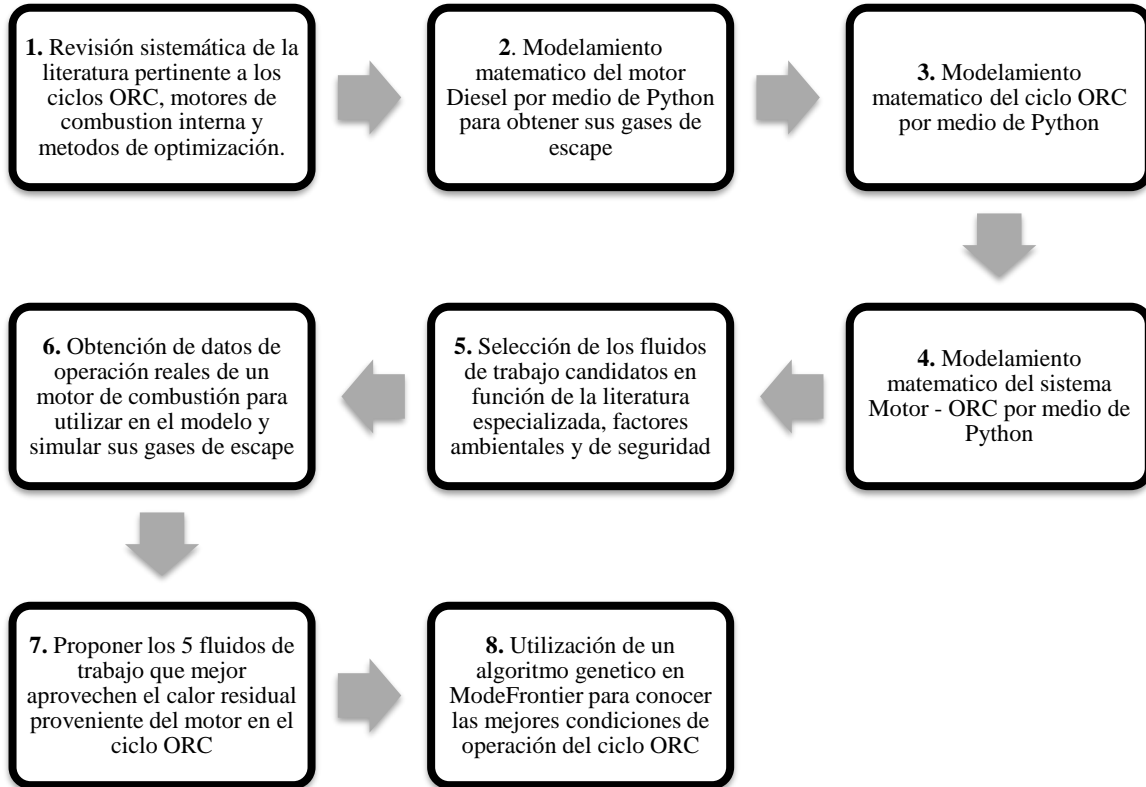 1. Revisión sistemática de la
literatura pertinente a los
ciclos ORC, motores de
combustion interna y
metodos de optimización.
2. Modelamiento
matematico del motor
Diesel por medio de Python
para obtener sus gases de
escape
3. Modelamiento
matematico del ciclo ORC
por medio de Python
4. Modelamiento
matematico del sistema
Motor - ORC por medio de
Python
5. Selección de los fluidos
de trabajo candidatos en
función de la literatura
especializada, factores
ambientales y de seguridad
6. Obtención de datos de
operación reales de un
motor de combustión para
utilizar en el modelo y
simular sus gases de escape
7. Proponer los 5 fluidos de
trabajo que mejor
aprovechen el calor residual
proveniente del motor en el
ciclo ORC
8. Utilización de un
algoritmo genetico en
ModeFrontier para conocer
las mejores condiciones de
operación del ciclo ORC